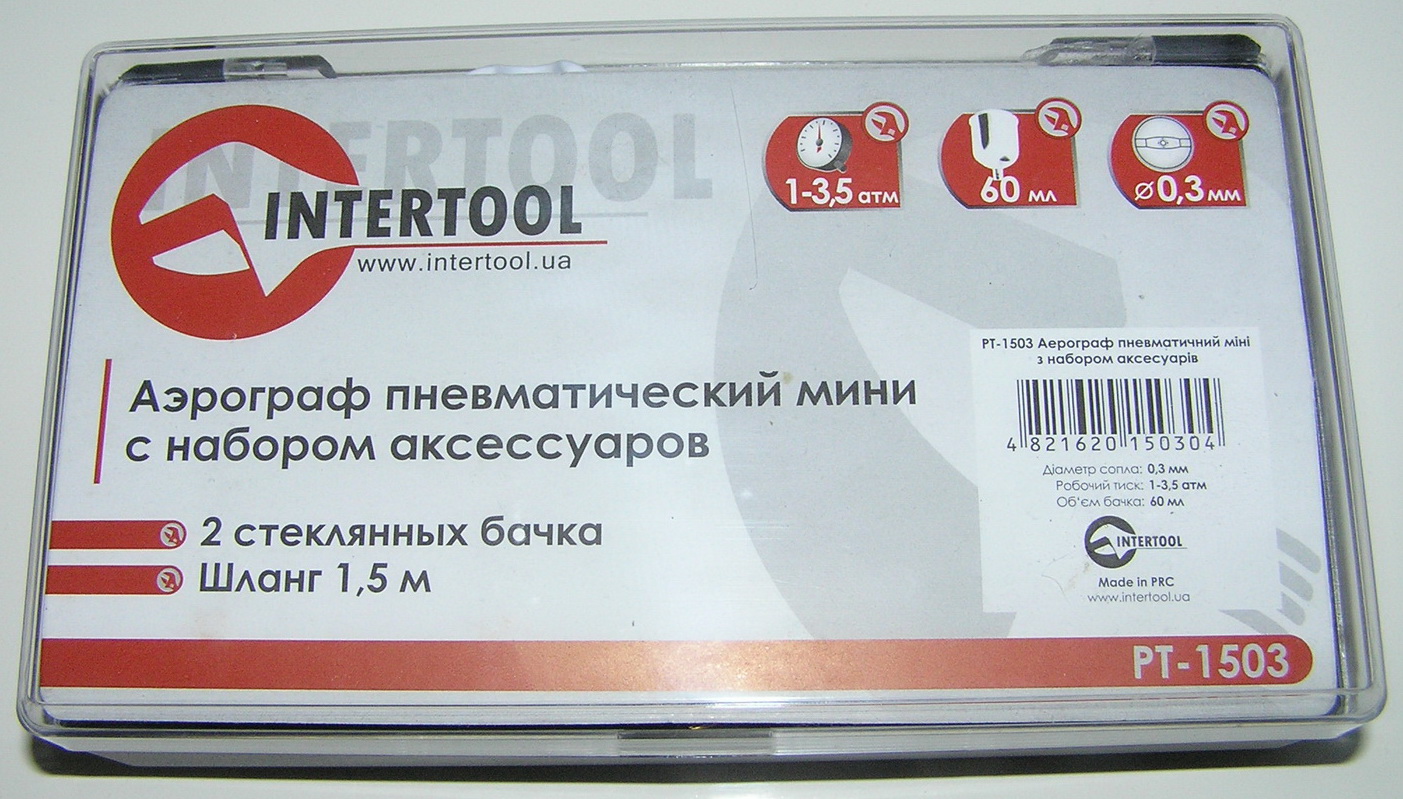 INTERTOOL
INTERTOOL
www.intertool.ua
1-3,5 атм
60 мл
⌀0,3 мм
Аэрограф пневматический мини
с набором аксессуаров
2 стеклянных бачка
Шланг 1,5 м
PT-1503 Аерограф пневматичний міні
з набором аксесуарів
4 821620 150304
Діаметр сопла: 0,3 мм
Робочий тиск: 1-3,5 атм
Об'єм бачка: 60 мл
INTERTOOL
Made in PRC
www.intertool.ua
PT-1503